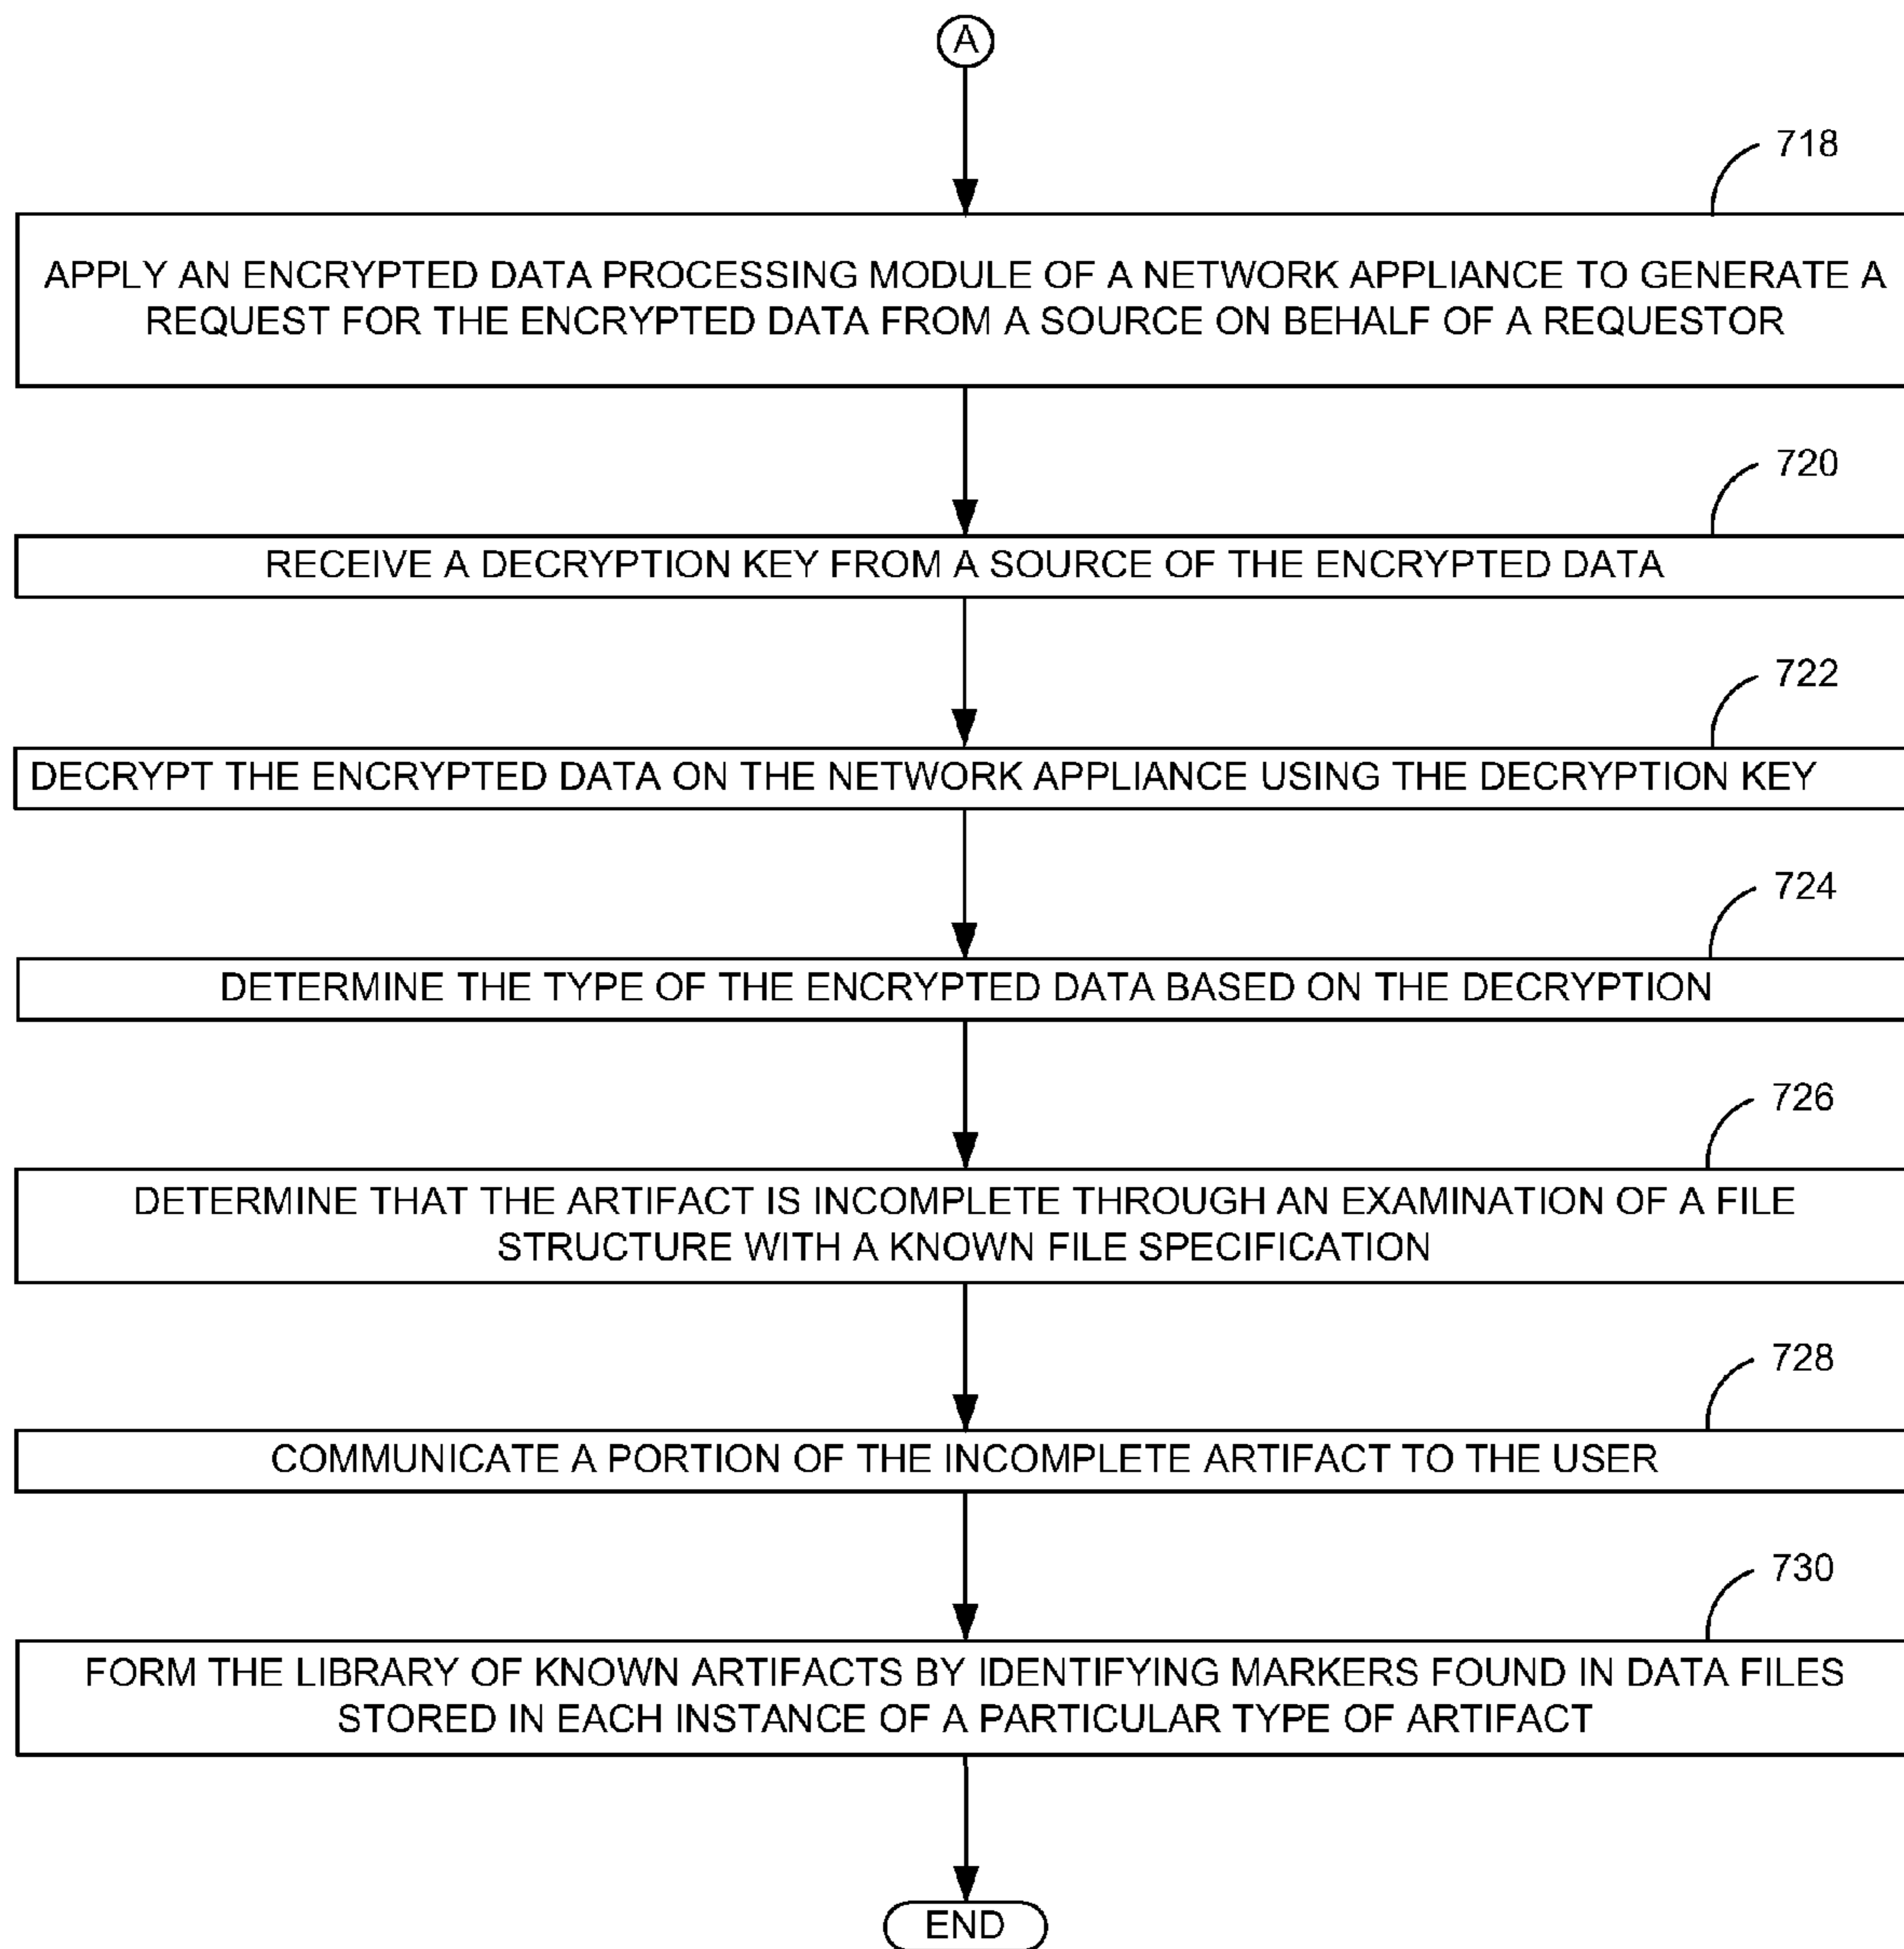 A
718
APPLY AN ENCRYPTED DATA PROCESSING MODULE OF A NETWORK APPLIANCE TO GENERATE A
REQUEST FOR THE ENCRYPTED DATA FROM A SOURCE ON BEHALF OF A REQUESTOR
720
RECEIVE A DECRYPTION KEY FROM A SOURCE OF THE ENCRYPTED DATA
722
DECRYPT THE ENCRYPTED DATA ON THE NETWORK APPLIANCE USING THE DECRYPTION KEY
724
DETERMINE THE TYPE OF THE ENCRYPTED DATA BASED ON THE DECRYPTION
726
DETERMINE THAT THE ARTIFACT IS INCOMPLETE THROUGH AN EXAMINATION OF A FILE
STRUCTURE WITH A KNOWN FILE SPECIFICATION
728
COMMUNICATE A PORTION OF THE INCOMPLETE ARTIFACT TO THE USER
730
FORM THE LIBRARY OF KNOWN ARTIFACTS BY IDENTIFYING MARKERS FOUND IN DATA FILES
STORED IN EACH INSTANCE OF A PARTICULAR TYPE OF ARTIFACT
END